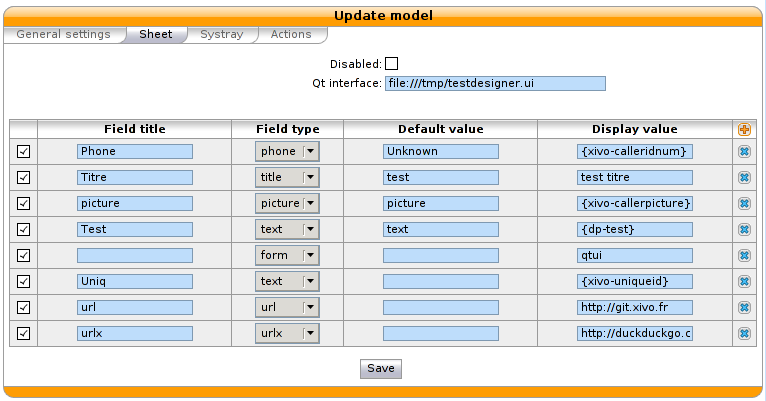 Update model
General settings Sheet Systray Actions
Disabled:
Qt interface: file:///tmp/testdesigner.ui
Field title Field type Default value Display value
Phone phone Unknown {xivo-calleridnum}
Titre title test test titre
picture picture picture {xivo-callerpicture}
Test text text {dp-test}
form qtui
Uniq text {xivo-uniqueid}
url url http://git.xivo.fr
urlx urlx http://duckduckgo.c
Save